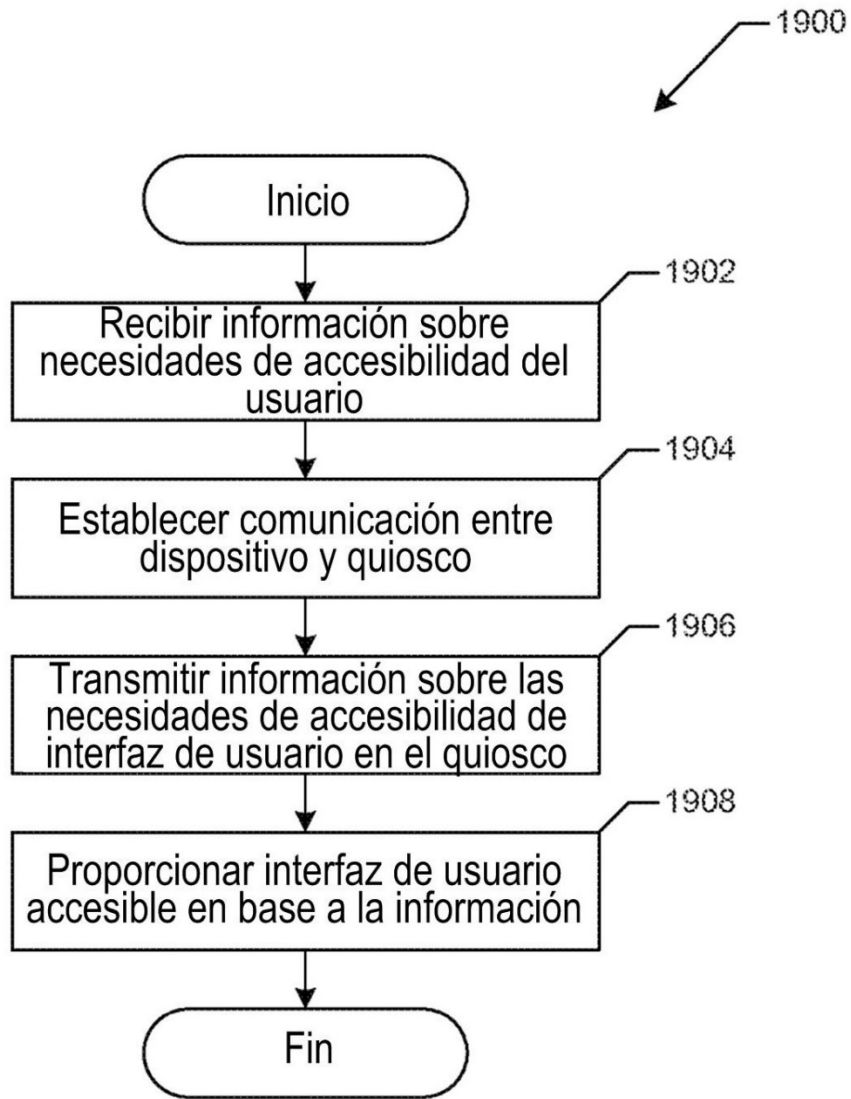 1900
Inicio
1902
Recibir información sobre
necesidades de accesibilidad del
usuario
1904
Establecer comunicación entre
dispositivo y quiosco
1906
Transmitir información sobre las
necesidades de accesibilidad de
interfaz de usuario en el quiosco
1908
Proporcionar interfaz de usuario
accesible en base a la información
Fin